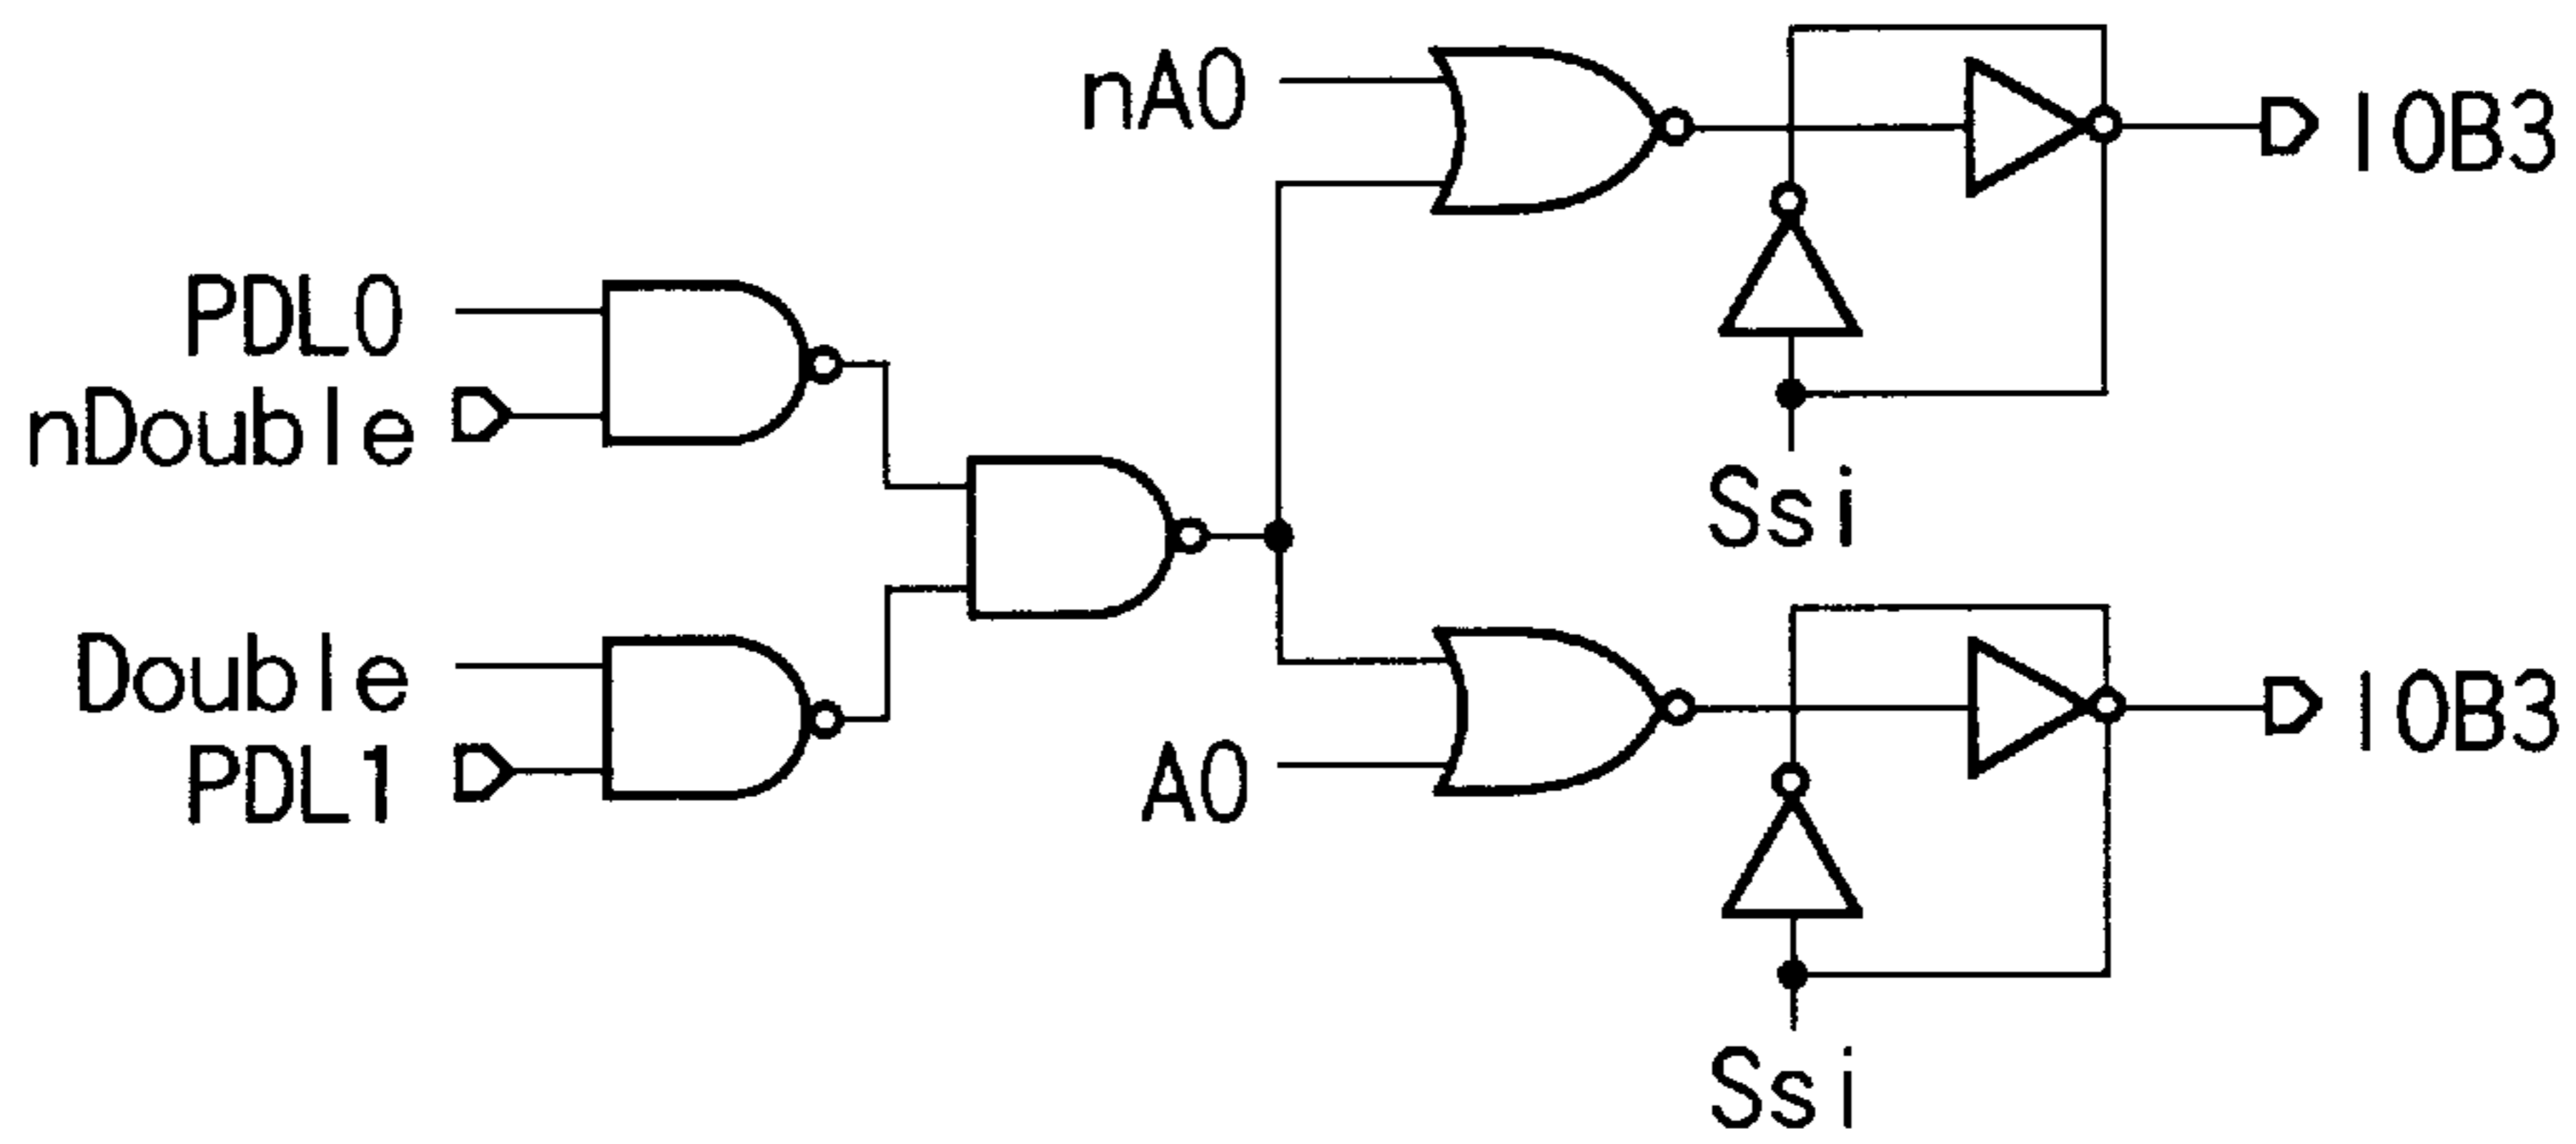 nA0
IOB3
PDL0
nDouble
Ssi
Double
PDL1
A0
IOB3
Ssi